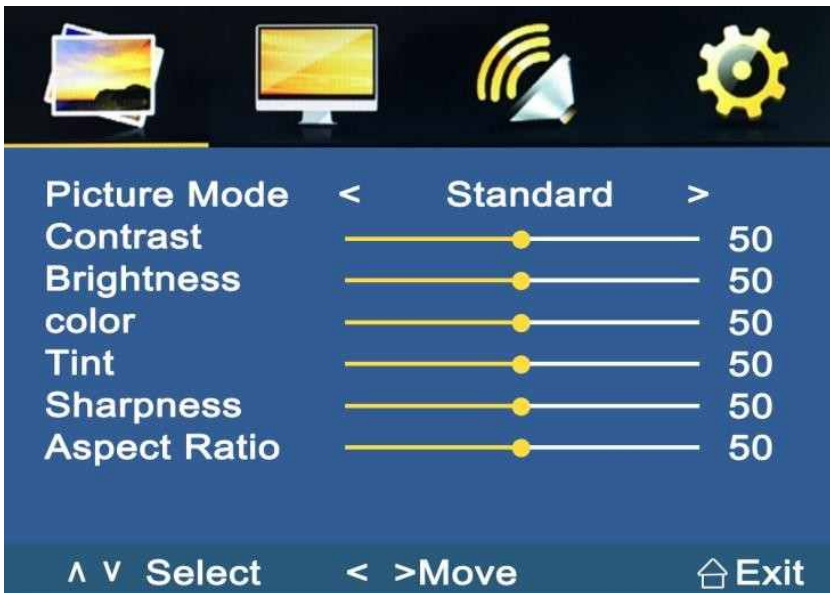 Picture Mode < Standard >
Contrast 50
Brightness 50
color 50
Tint 50
Sharpness 50
Aspect Ratio 50
∧ ∨ Select < >Move Exit